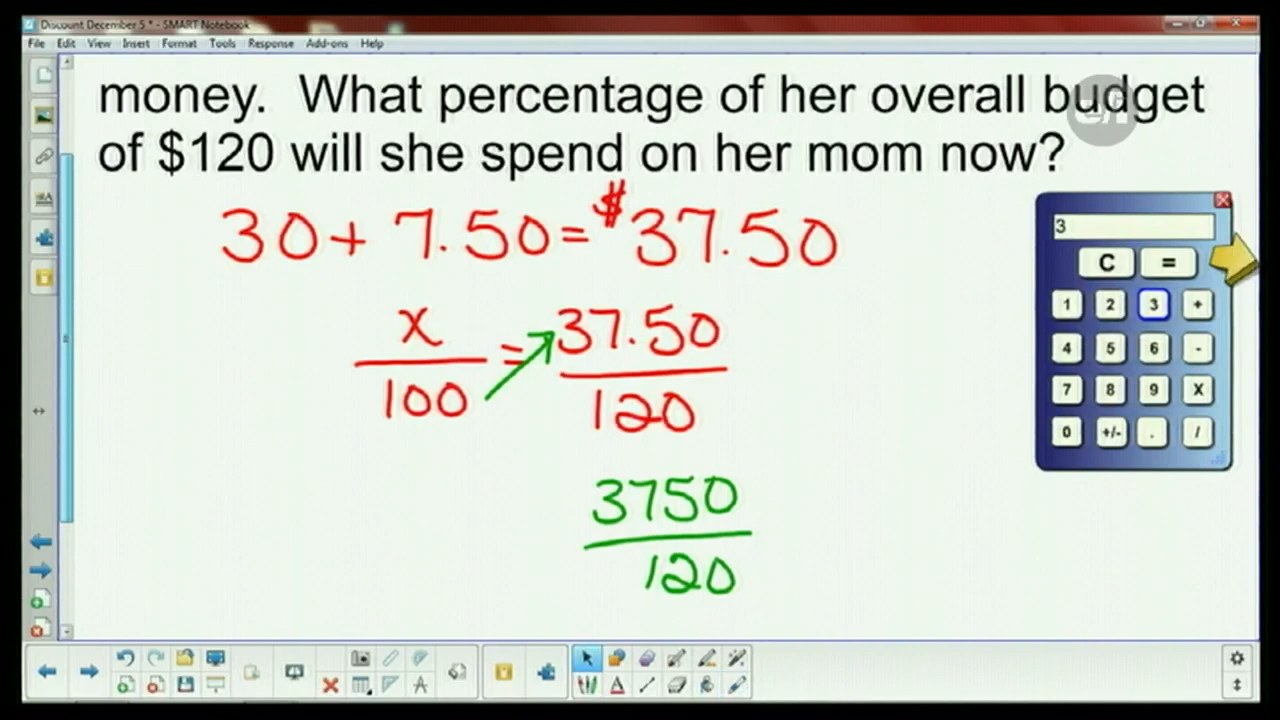 Discount December 5 * - SMART Notebook
File Edit View Insert Format Tools Response Add-ons Help
money. What percentage of her overall budget
of $120 will she spend on her mom now?
30 + 7.50 = $37.50
x = 37.50
100 120
3750
120
3
C =
1 2 3 +
4 5 6 -
7 8 9 X
0 +/- . /